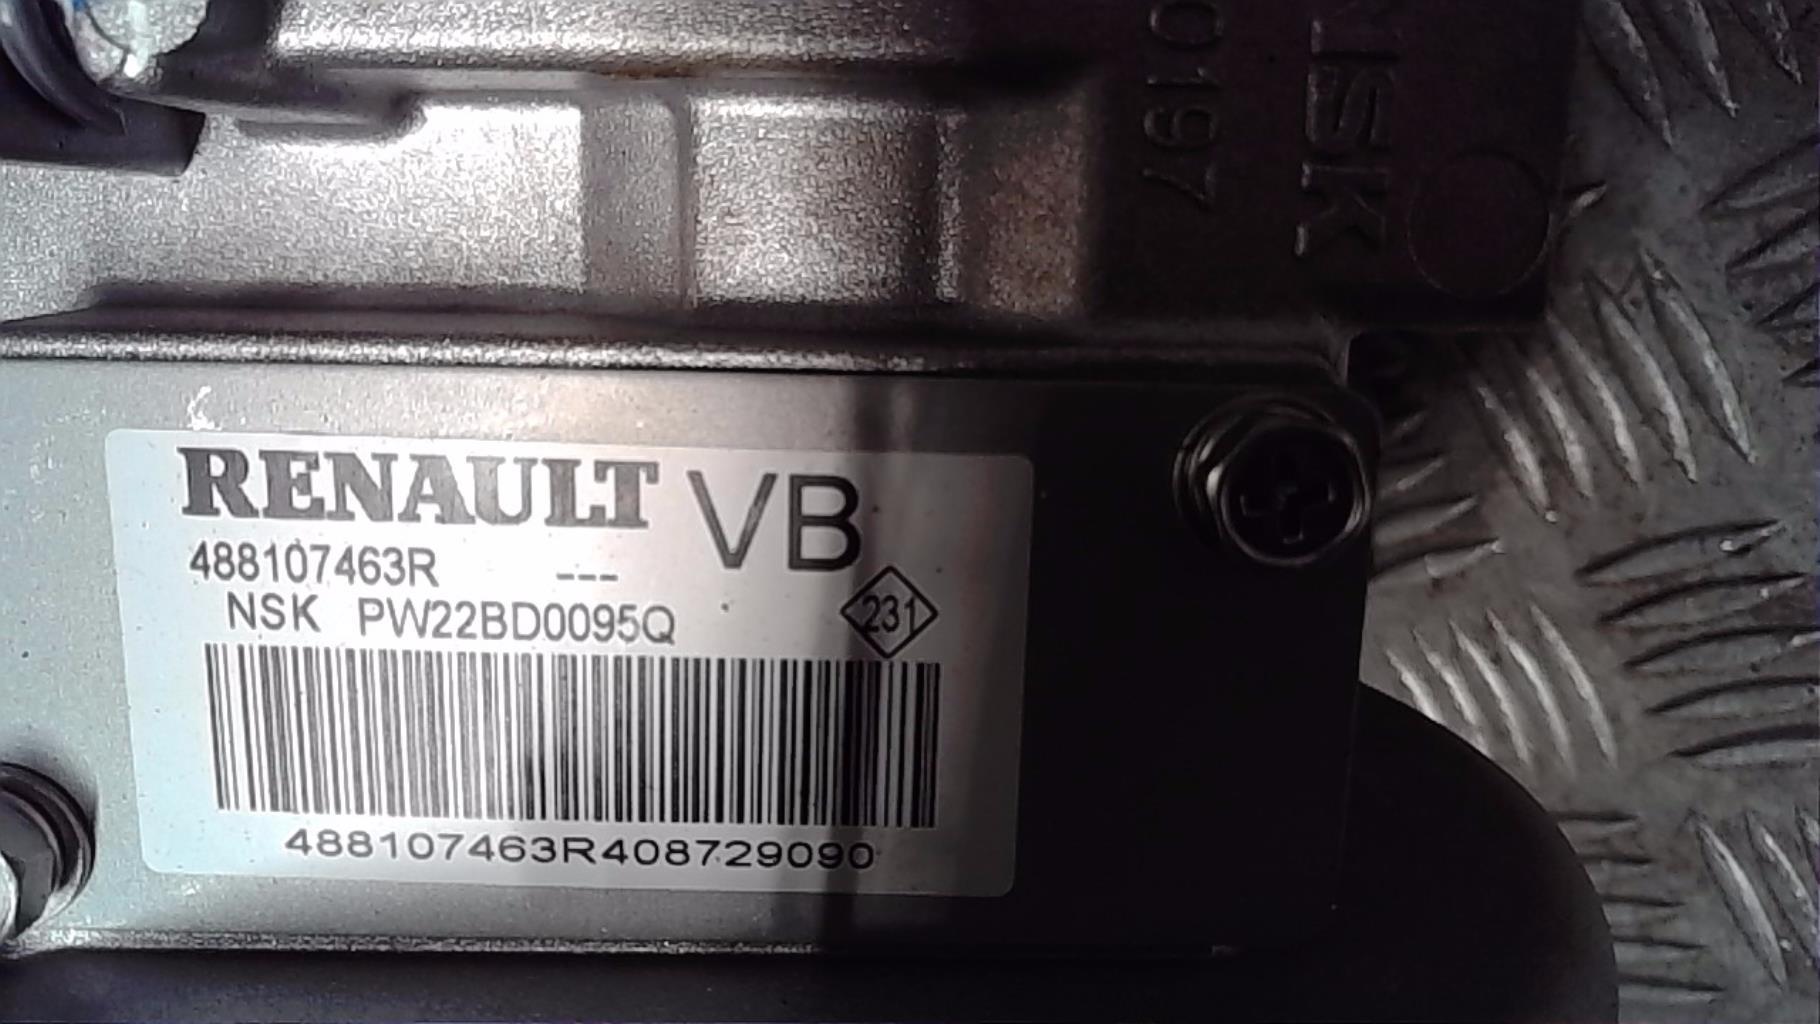 0197
NSK
RENAULT VB
488107463R ---
NSK PW22BD0095Q 231
488107463R408729090